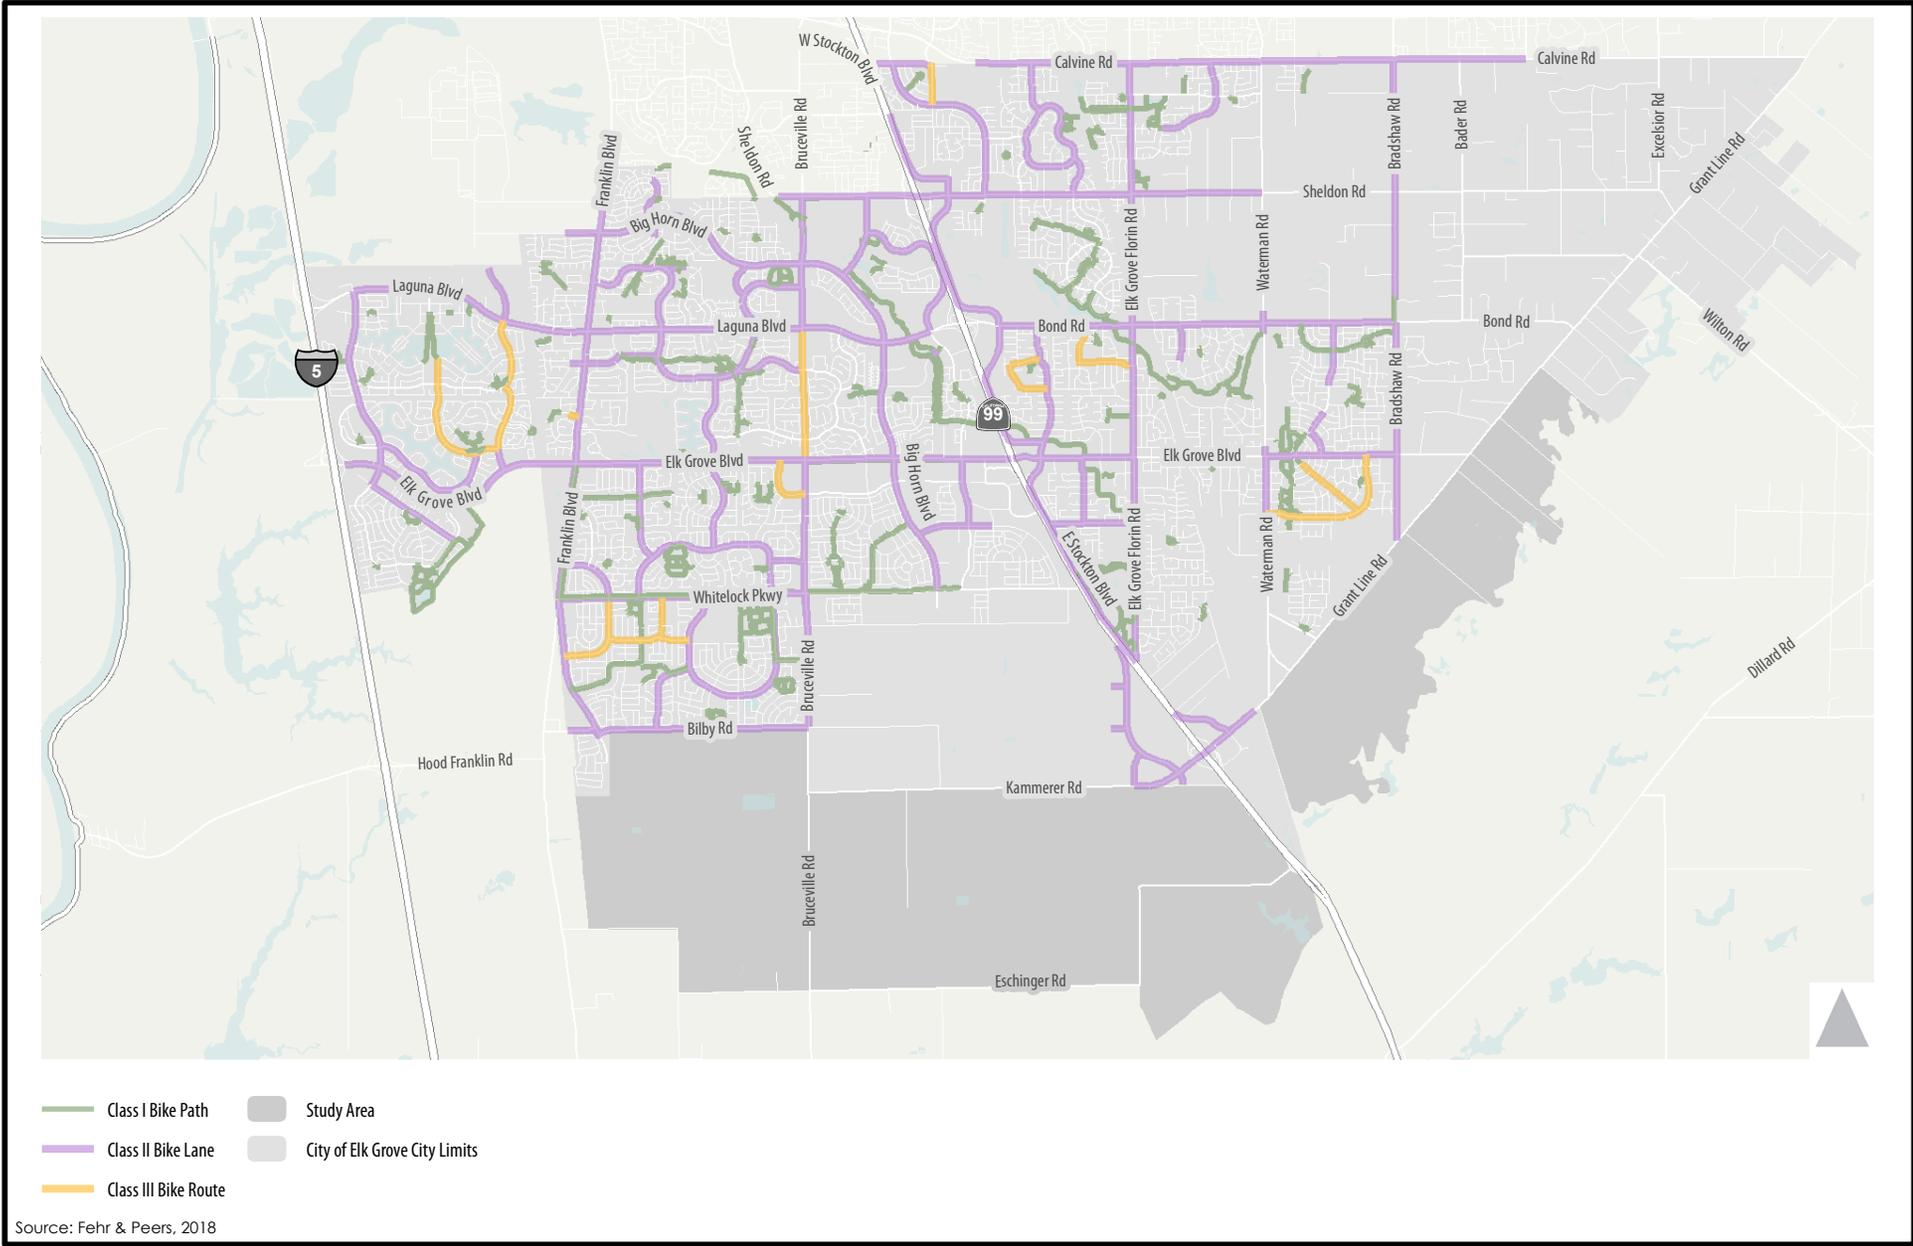 W Stockton Blvd
Calvine Rd
Calvine Rd
Bruceville Rd
Sheldon Rd
Franklin Blvd
Bradshaw Rd
Bader Rd
Excelsior Rd
Grant Line Rd
Sheldon Rd
Big Horn Blvd
Elk Grove Florin Rd
Waterman Rd
Laguna Blvd
Laguna Blvd
Bond Rd
Bond Rd
Wilton Rd
5
99
Bradshaw Rd
Elk Grove Blvd
Big Horn Blvd
Elk Grove Blvd
Elk Grove Blvd
Franklin Blvd
E Stockton Blvd
Elk Grove Florin Rd
Waterman Rd
Grant Line Rd
Whitelock Pkwy
Bruceville Rd
Dillard Rd
Bilby Rd
Hood Franklin Rd
Kammerer Rd
Bruceville Rd
Eschinger Rd
Class I Bike Path
Study Area
Class II Bike Lane
City of Elk Grove City Limits
Class III Bike Route
Source: Fehr & Peers, 2018